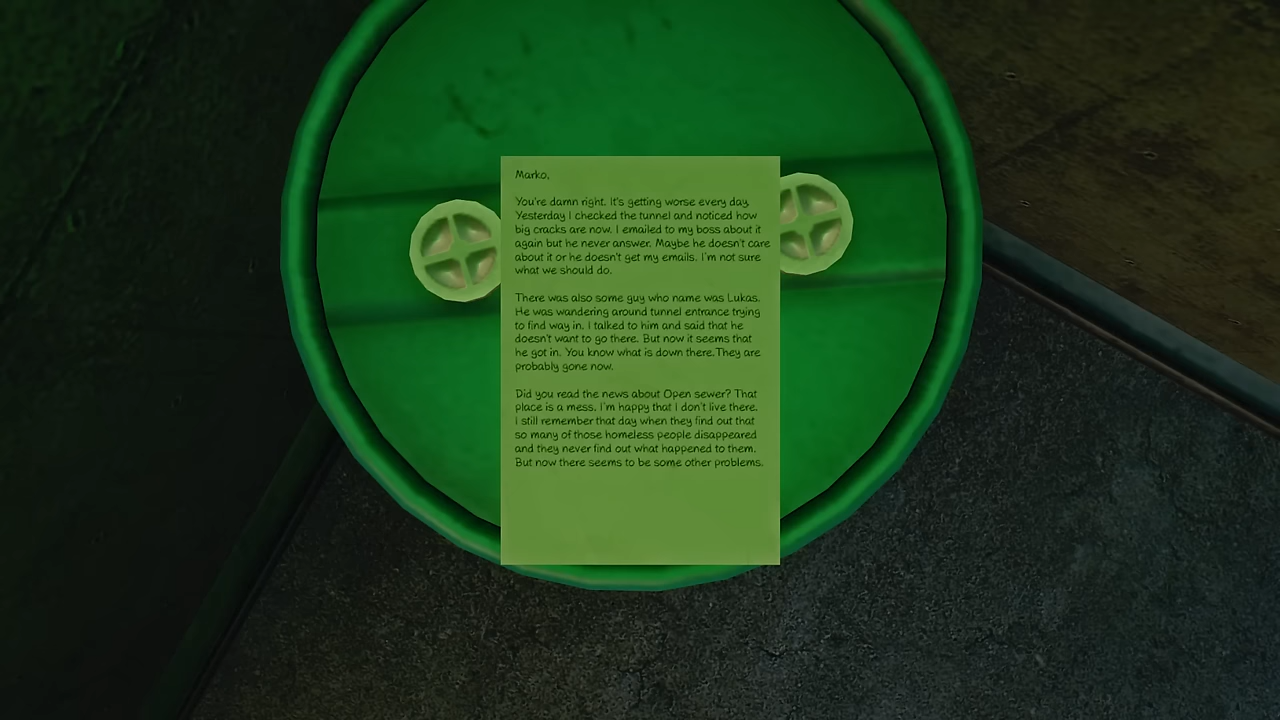 Marko,
You're damn right. It's getting worse every day.
Yesterday I checked the tunnel and noticed how
big cracks are now. I emailed to my boss about it
again but he never answer. Maybe he doesn't care
about it or he doesn't get my emails. I'm not sure
what we should do.
There was also some guy who name was Lukas.
He was wandering around tunnel entrance trying
to find way in. I talked to him and said that he
doesn't want to go there. But now it seems that
he got in. You know what is down there. They are
probably gone now.
Did you read the news about Open sewer? That
place is a mess. I'm happy that I don't live there.
I still remember that day when they find out that
so many of those homeless people disappeared
and they never find out what happened to them.
But now there seems to be some other problems.